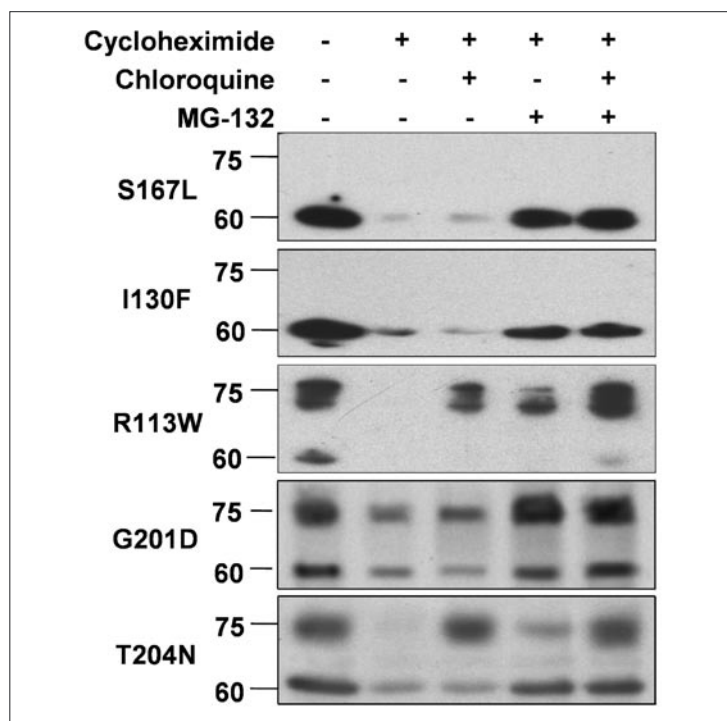 Cycloheximide - + + + +
Chloroquine - - + - +
MG-132 - - - + +
75
S167L
60
75
I130F
60
75
R113W
60
75
G201D
60
75
T204N
60